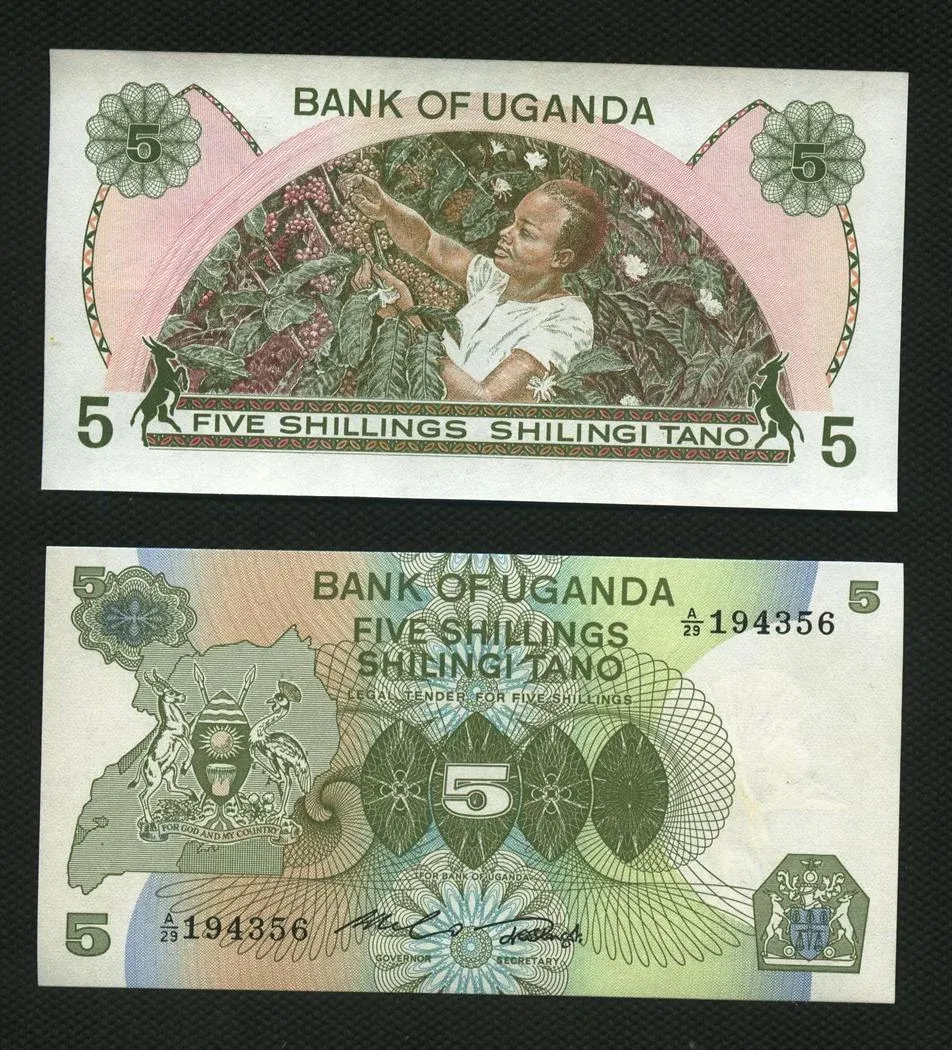 BANK OF UGANDA
5
5
5
FIVE SHILLINGS SHILINGI TANO
5
5
BANK OF UGANDA
5
A/29 194356
FIVE SHILLINGS
SHILINGI TANO
LEGAL TENDER FOR FIVE SHILLINGS
5
FOR GOD AND MY COUNTRY
FOR BANK OF UGANDA
5
A/29 194356
GOVERNOR
SECRETARY